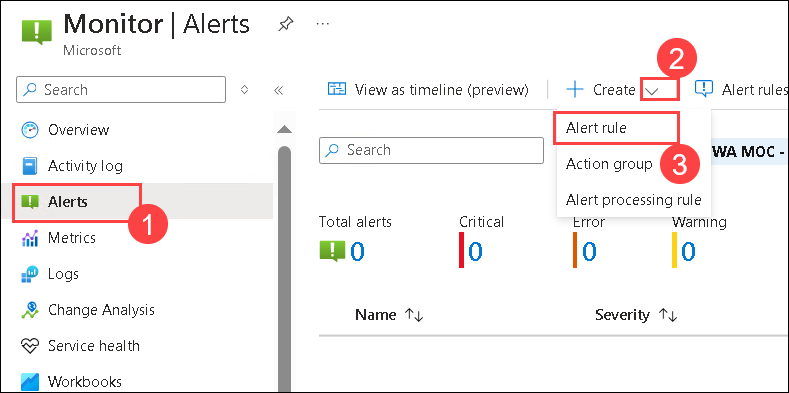 Monitor | Alerts
Microsoft
...
Search
Overview
Activity log
Alerts
1
Metrics
Logs
Change Analysis
Service health
Workbooks
2
View as timeline (preview)
Create
Alert rules
Alert rule
Action group
3
Alert processing rule
Search
WA MOC -
Total alerts
0
Critical
0
Error
0
Warning
0
Name
Severity